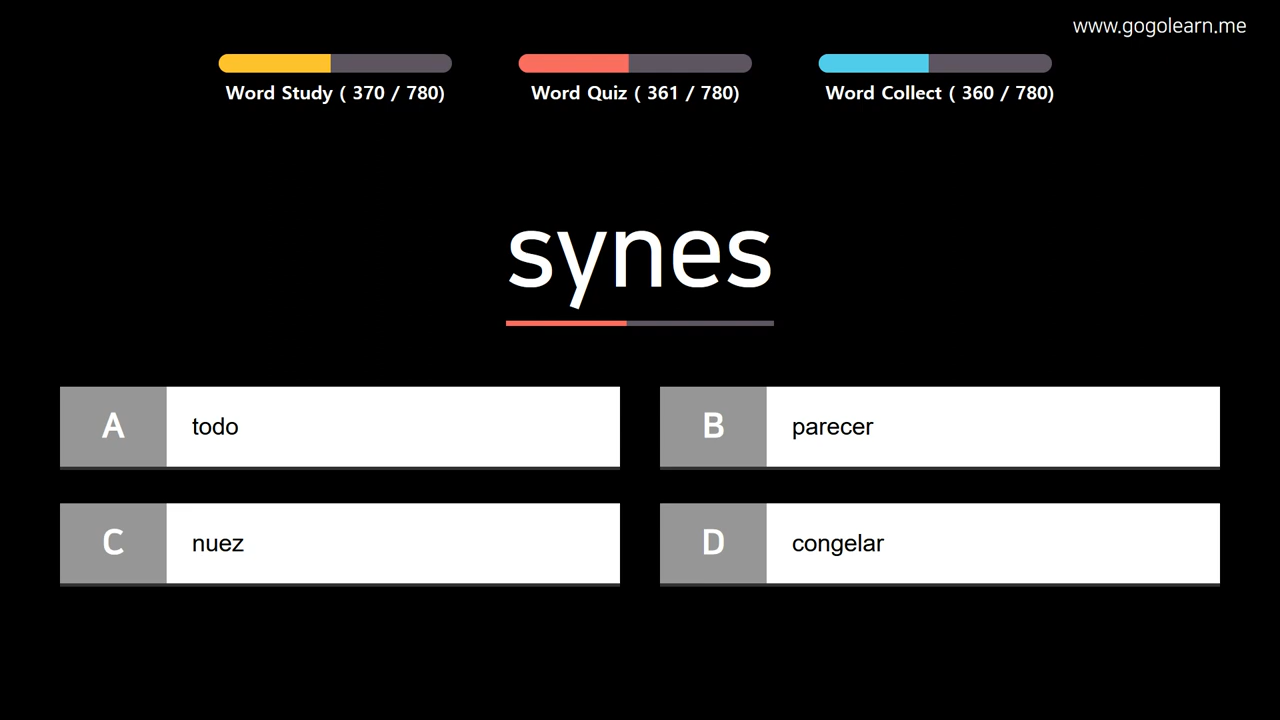 www.gogolearn.me
Word Study ( 370 / 780)
Word Quiz ( 361 / 780)
Word Collect ( 360 / 780)
synes
A todo
B parecer
C nuez
D congelar